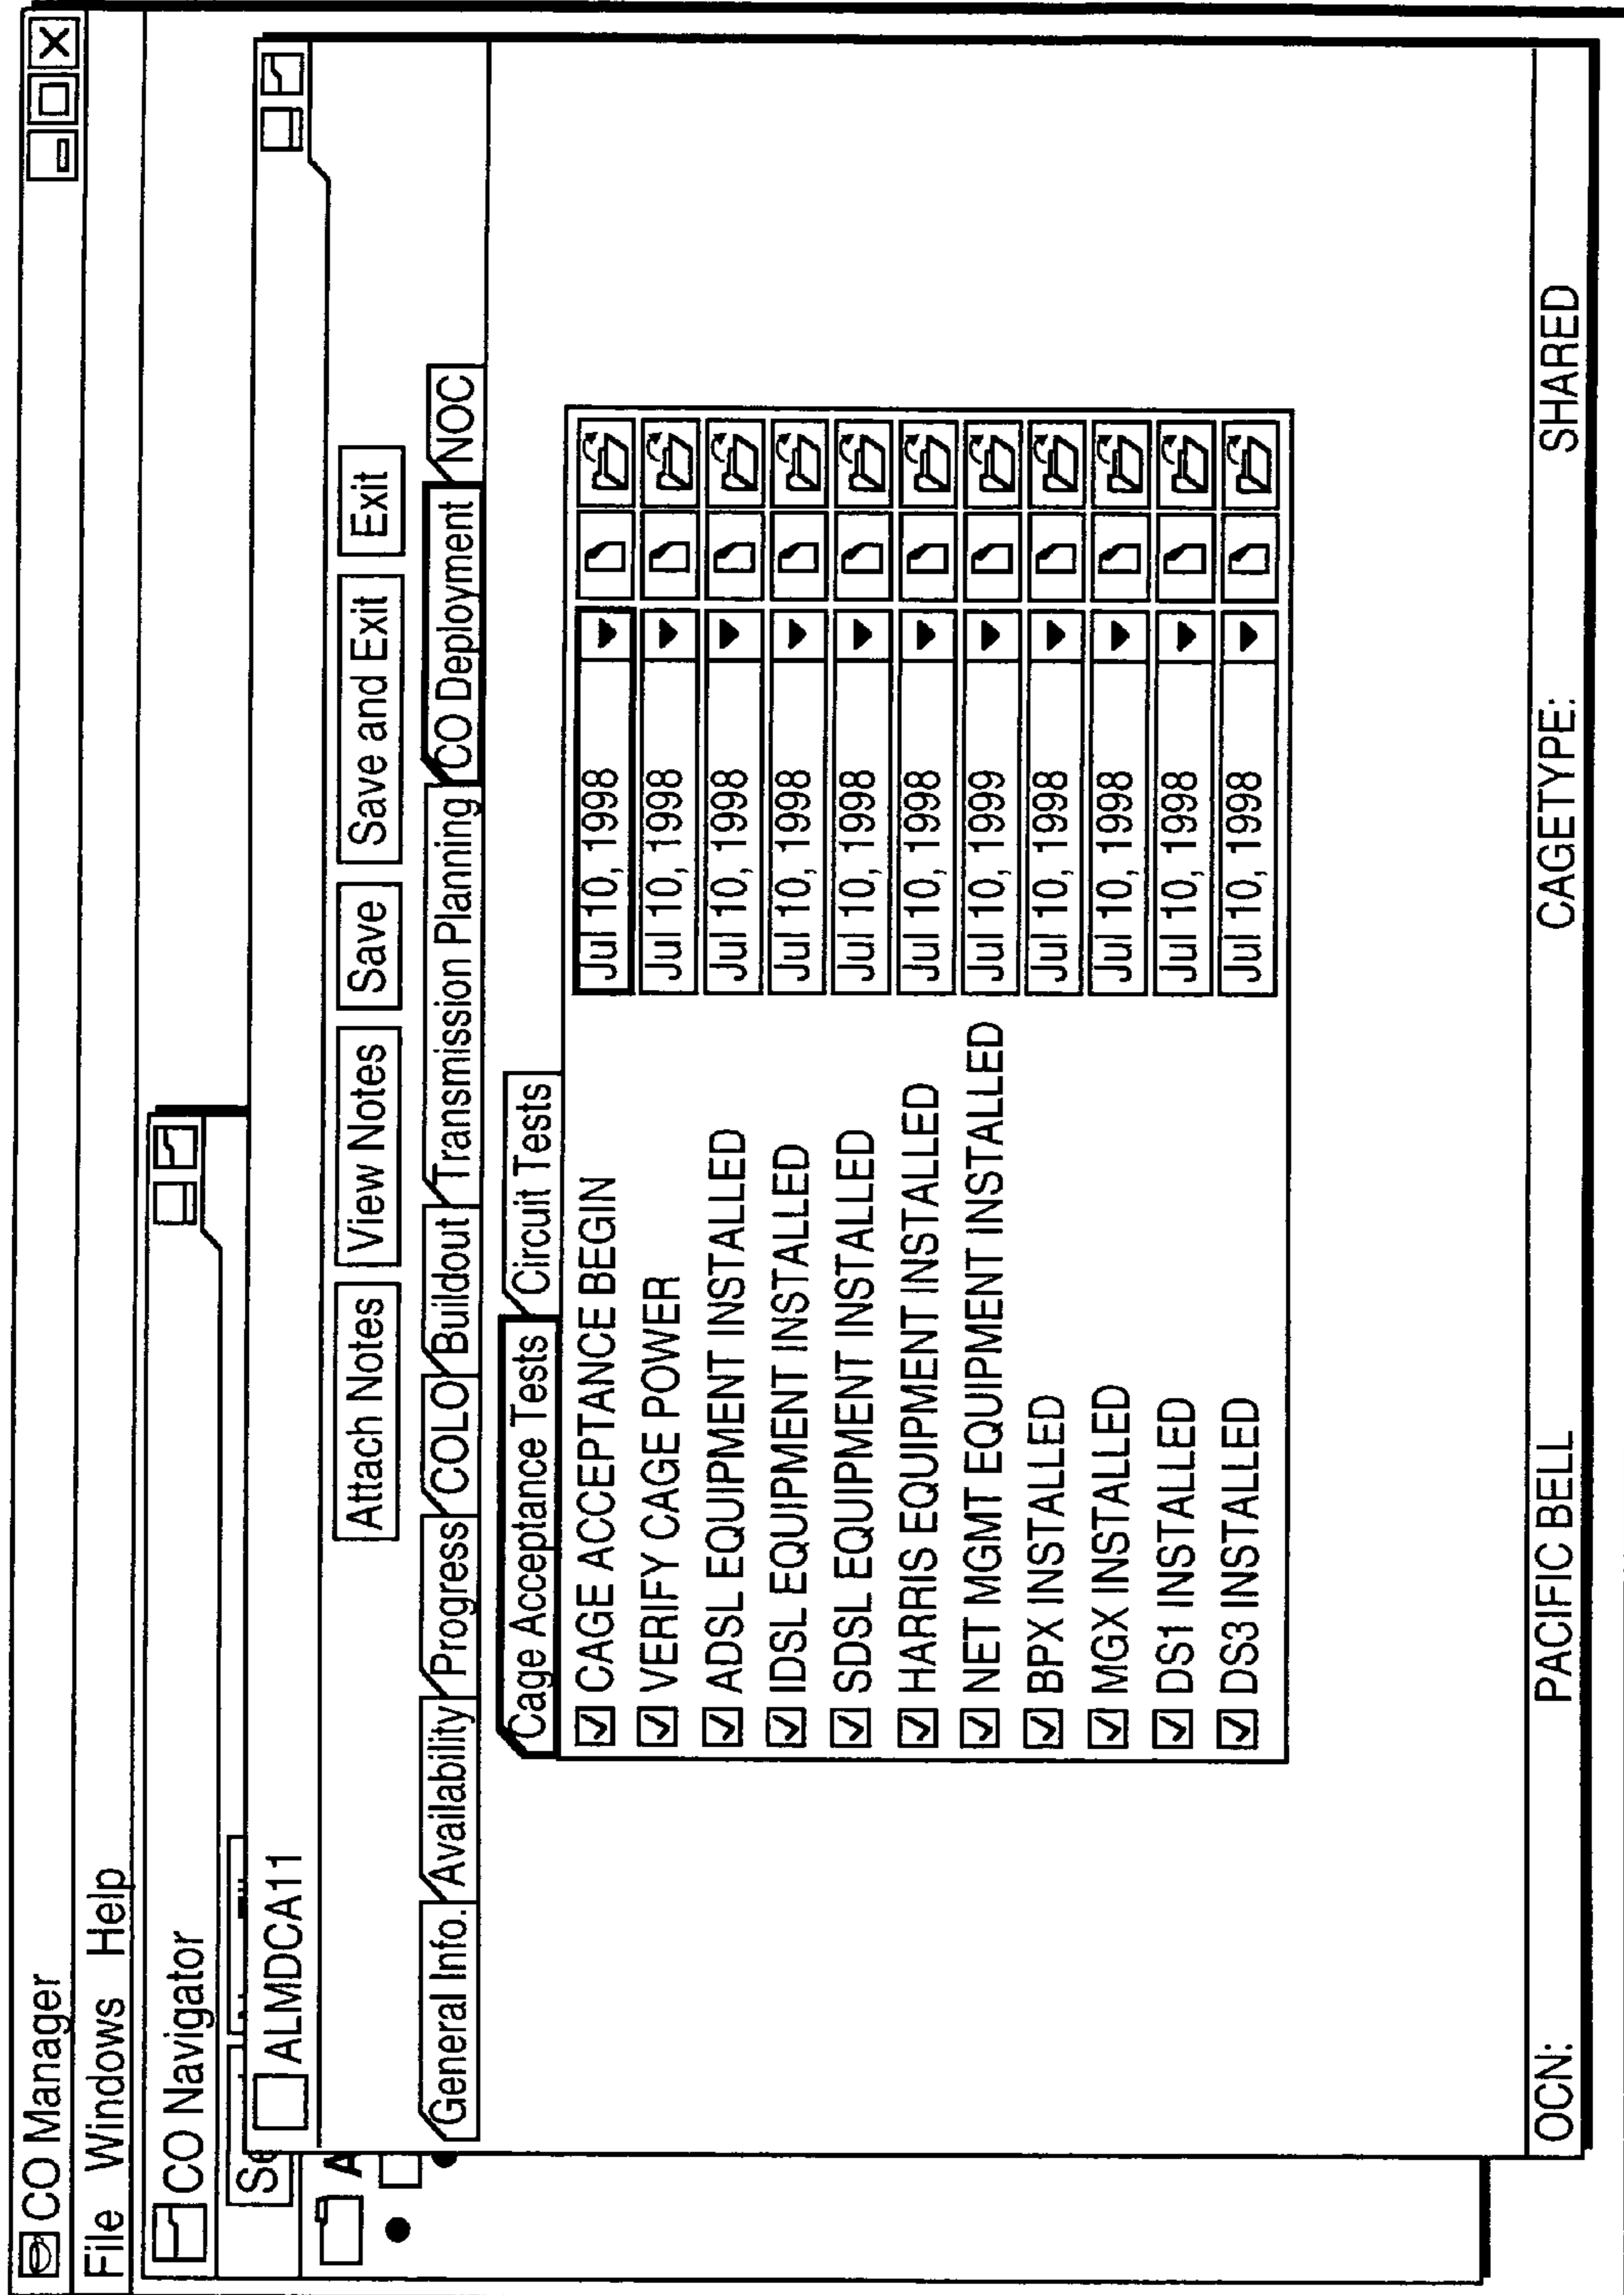 CO Manager
File Windows Help
CO Navigator
ALMDCA11
Attach Notes View Notes Save Save and Exit Exit
General Info. Availability Progress COLO Buildout Transmission Planning CO Deployment NOC
Cage Acceptance Tests Circuit Tests
CAGE ACCEPTANCE BEGIN Jul 10, 1998
VERIFY CAGE POWER Jul 10, 1998
ADSL EQUIPMENT INSTALLED Jul 10, 1998
IDSL EQUIPMENT INSTALLED Jul 10, 1998
SDSL EQUIPMENT INSTALLED Jul 10, 1998
HARRIS EQUIPMENT INSTALLED Jul 10, 1998
NET MGMT EQUIPMENT INSTALLED Jul 10, 1999
BPX INSTALLED Jul 10, 1998
MGX INSTALLED Jul 10, 1998
DS1 INSTALLED Jul 10, 1998
DS3 INSTALLED Jul 10, 1998
OCN: PACIFIC BELL CAGETYPE: SHARED